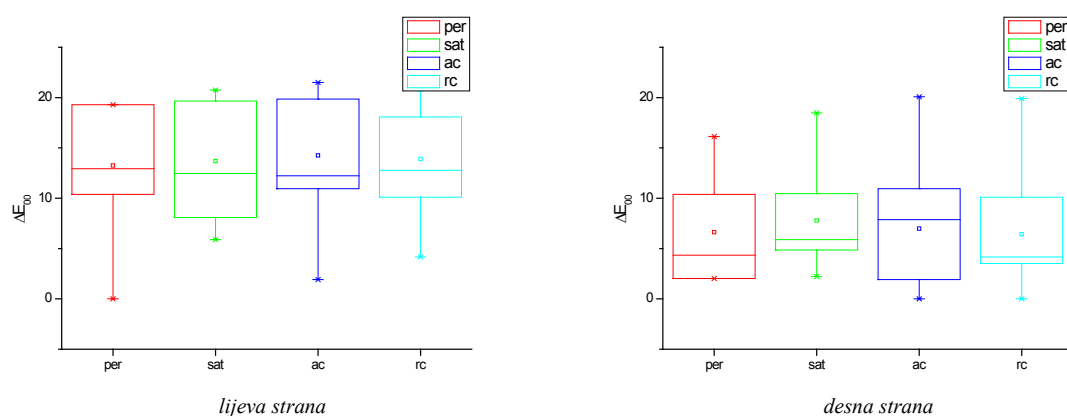 per
sat
ac
rc
20
10
0
ΔE00
per sat ac rc
lijeva strana
per
sat
ac
rc
20
10
0
ΔE00
per sat ac rc
desna strana